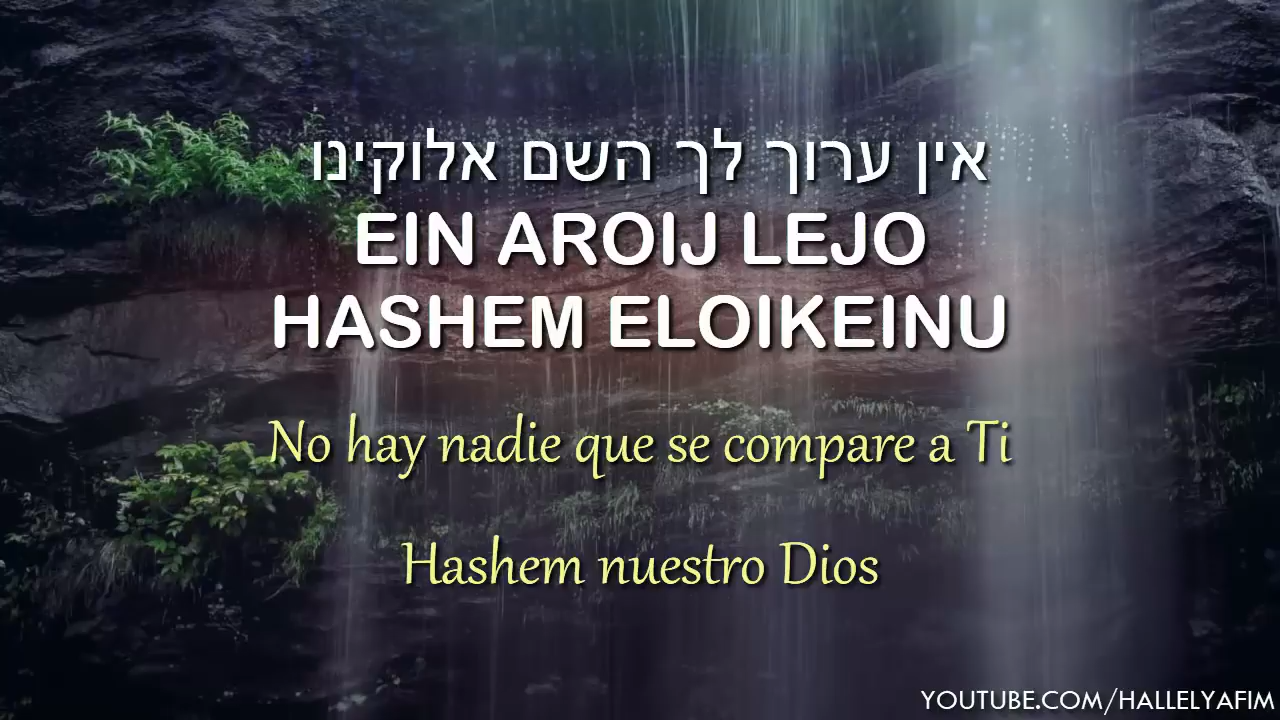 אין ערוך לך השם אלוקינו
EIN AROIJ LEJO
HASHEM ELOIKEINU
No hay nadie que se compare a Ti
Hashem nuestro Dios
YOUTUBE.COM/HALLELYAFIM